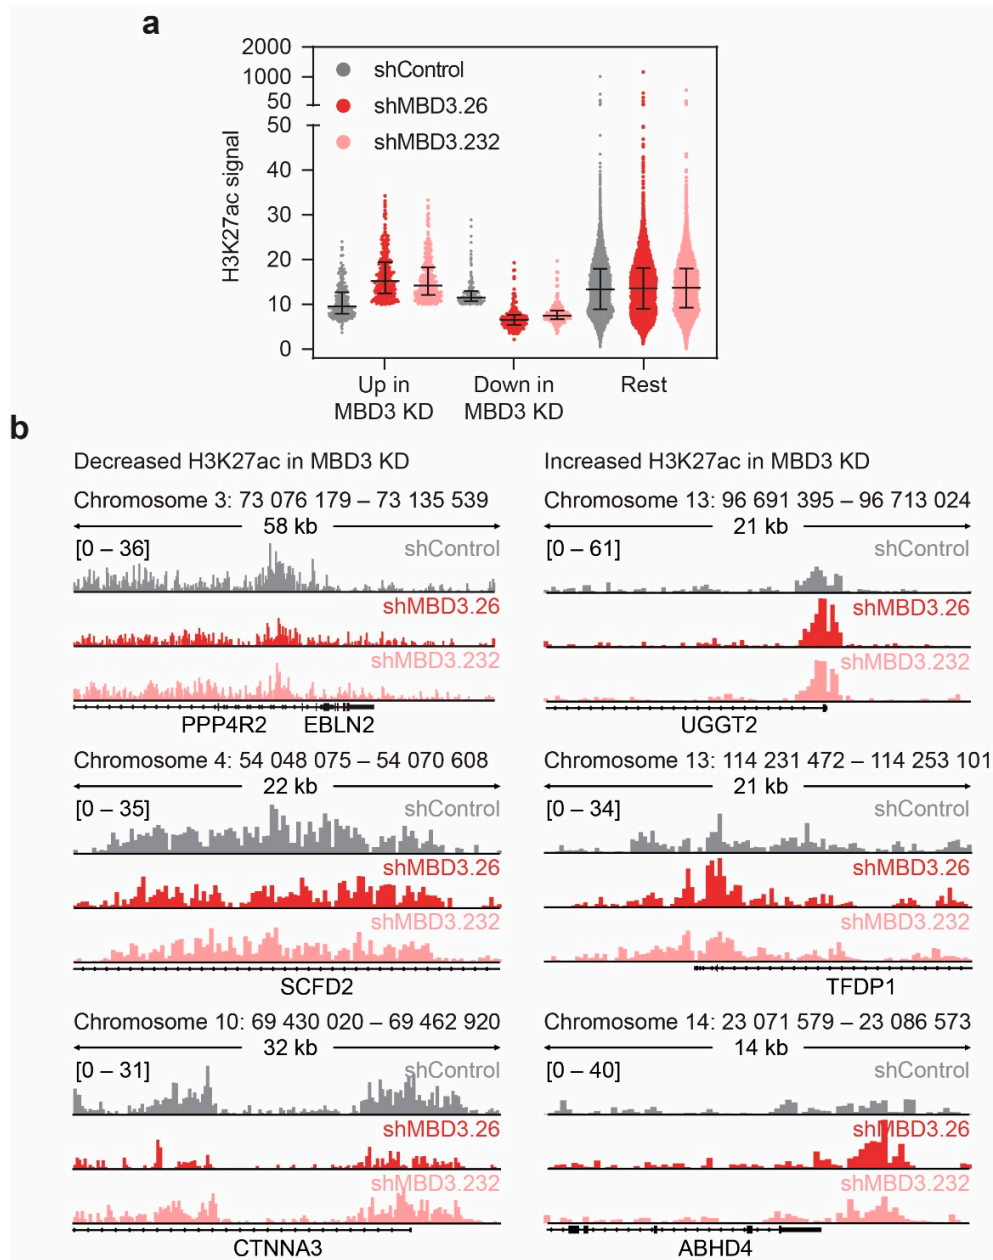 a
2000
1000
50
50
40
30
20
10
0
H3K27ac signal
shControl
shMBD3.26
shMBD3.232
Up in
MBD3 KD
Down in
MBD3 KD
Rest
b
Decreased H3K27ac in MBD3 KD
Chromosome 3: 73 076 179 – 73 135 539
58 kb
[0 – 36]
shControl
shMBD3.26
shMBD3.232
PPP4R2 EBLN2
Chromosome 4: 54 048 075 – 54 070 608
22 kb
[0 – 35]
shControl
shMBD3.26
shMBD3.232
SCFD2
Chromosome 10: 69 430 020 – 69 462 920
32 kb
[0 – 31]
shControl
shMBD3.26
shMBD3.232
CTNNA3
Increased H3K27ac in MBD3 KD
Chromosome 13: 96 691 395 – 96 713 024
21 kb
[0 – 61]
shControl
shMBD3.26
shMBD3.232
UGGT2
Chromosome 13: 114 231 472 – 114 253 101
21 kb
[0 – 34]
shControl
shMBD3.26
shMBD3.232
TFDP1
Chromosome 14: 23 071 579 – 23 086 573
14 kb
[0 – 40]
shControl
shMBD3.26
shMBD3.232
ABHD4